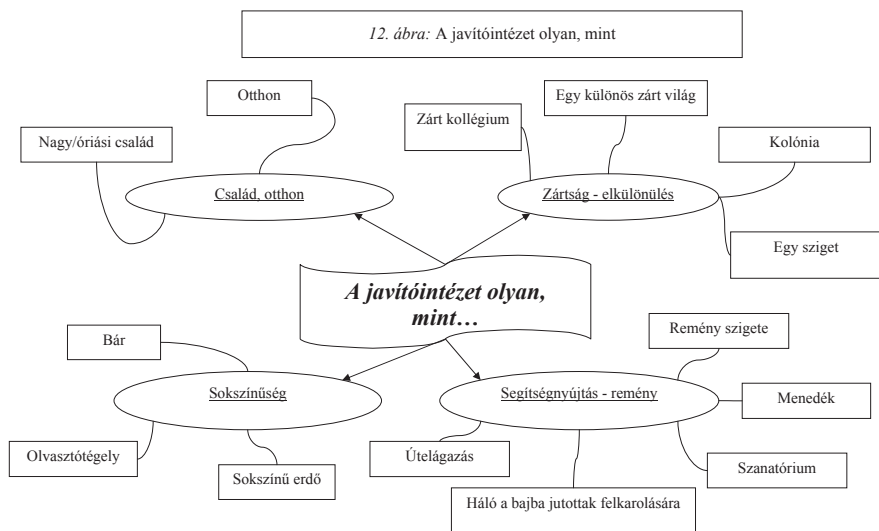 12. ábra: A javítóintézet olyan, mint
Otthon
Egy különös zárt világ
Zárt kollégium
Nagy/óriási család
Kolónia
Család, otthon
Zártság - elkülönülés
Egy sziget
A javítóintézet olyan,
mint…
Remény szigete
Bár
Sokszínűség
Segítségnyújtás - remény
Menedék
Olvasztótégely
Útelágazás
Szanatórium
Sokszínű erdő
Háló a bajba jutottak felkarolására